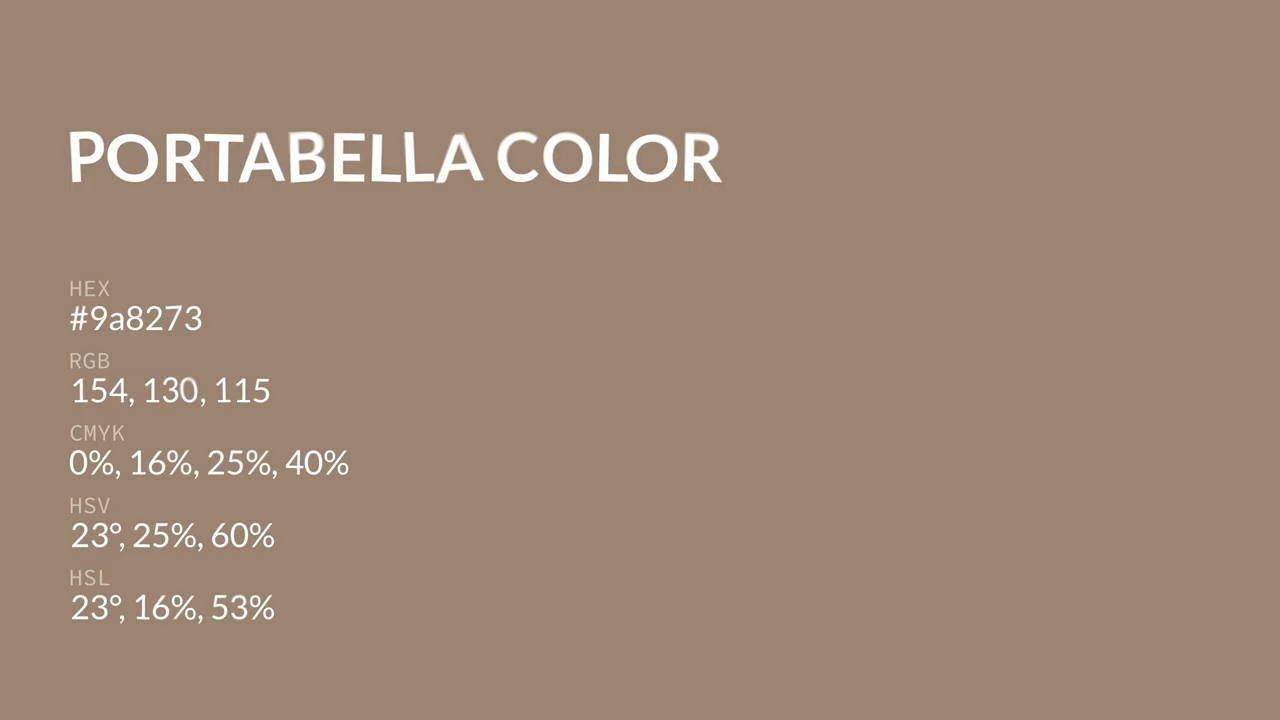 PORTABELLA COLOR
HEX
#9a8273
RGB
154, 130, 115
CMYK
0%, 16%, 25%, 40%
HSV
23°, 25%, 60%
HSL
23°, 16%, 53%